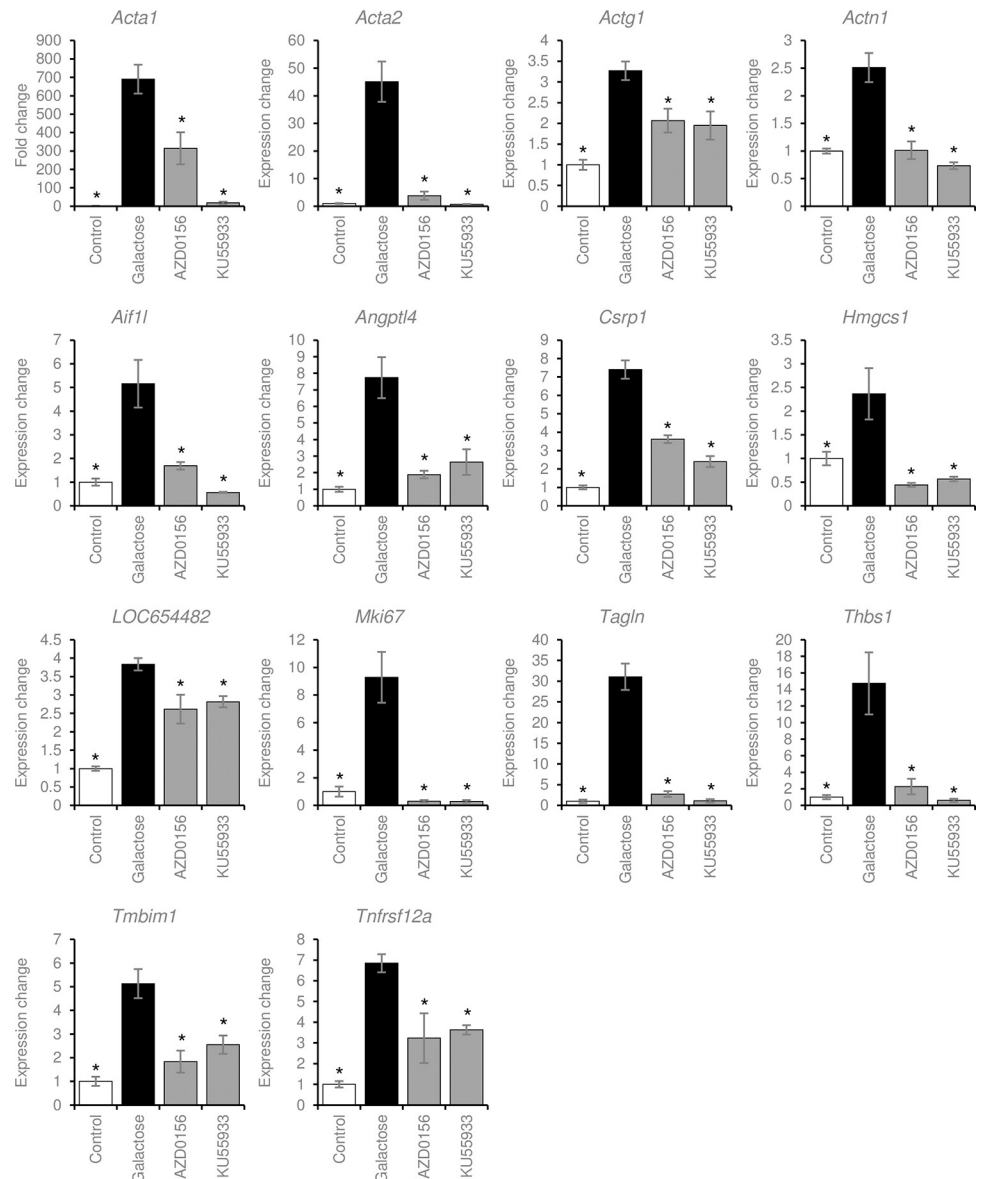 Acta1 Acta2 Actg1 Actn1
900
800
700
600
500
400
300
200
100
0
Fold change
* * *
Control Galactose AZD0156 KU55933
60
50
40
30
20
10
0
Expression change
* * *
Control Galactose AZD0156 KU55933
4
3.5
3
2.5
2
1.5
1
0.5
0
Expression change
* * *
Control Galactose AZD0156 KU55933
3
2.5
2
1.5
1
0.5
0
Expression change
* * *
Control Galactose AZD0156 KU55933
Aif1l Angptl4 Csrp1 Hmgcs1
7
6
5
4
3
2
1
0
Expression change
* * *
Control Galactose AZD0156 KU55933
10
9
8
7
6
5
4
3
2
1
0
Expression change
* * *
Control Galactose AZD0156 KU55933
9
8
7
6
5
4
3
2
1
0
Expression change
* * *
Control Galactose AZD0156 KU55933
3.5
3
2.5
2
1.5
1
0.5
0
Expression change
* * *
Control Galactose AZD0156 KU55933
LOC654482 Mki67 Tagln Thbs1
4.5
4
3.5
3
2.5
2
1.5
1
0.5
0
Expression change
* * *
Control Galactose AZD0156 KU55933
12
10
8
6
4
2
0
Expression change
* * *
Control Galactose AZD0156 KU55933
40
35
30
25
20
15
10
5
0
Expression change
* * *
Control Galactose AZD0156 KU55933
20
18
16
14
12
10
8
6
4
2
0
Expression change
* * *
Control Galactose AZD0156 KU55933
Tmbim1 Tnfrsf12a
7
6
5
4
3
2
1
0
Expression change
* * *
Control Galactose AZD0156 KU55933
8
7
6
5
4
3
2
1
0
Expression change
* * *
Control Galactose AZD0156 KU55933